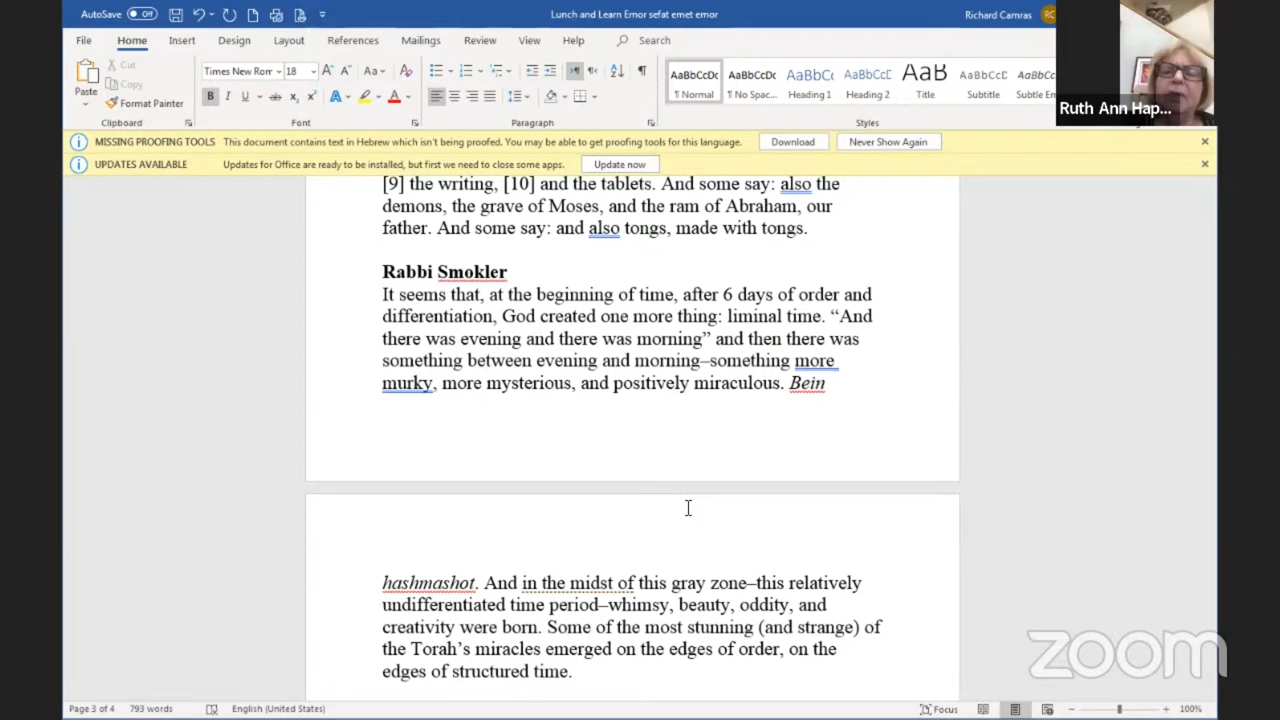 AutoSave Off Lunch and Learn Emor sefat emet emor Richard Camras RC
File Home Insert Design Layout References Mailings Review View Help Search
Paste Cut Copy Format Painter
Times New Rom 18
AaBbCcDc AaBbCcDc AaBbCc AaBbCcD AaB AaBbCcD AaBbCcDc
¶ Normal ¶ No Spac... Heading 1 Heading 2 Title Subtitle Subtle Em
Clipboard Font Paragraph Styles
Ruth Ann Hap...
MISSING PROOFING TOOLS This document contains text in Hebrew which isn't being proofed. You may be able to get proofing tools for this language. Download Never Show Again
UPDATES AVAILABLE Updates for Office are ready to be installed, but first we need to close some apps. Update now
[9] the writing, [10] and the tablets. And some say: also the
demons, the grave of Moses, and the ram of Abraham, our
father. And some say: and also tongs, made with tongs.
Rabbi Smokler
It seems that, at the beginning of time, after 6 days of order and
differentiation, God created one more thing: liminal time. “And
there was evening and there was morning” and then there was
something between evening and morning–something more
murky, more mysterious, and positively miraculous. Bein
hashmashot. And in the midst of this gray zone–this relatively
undifferentiated time period–whimsy, beauty, oddity, and
creativity were born. Some of the most stunning (and strange) of
the Torah’s miracles emerged on the edges of order, on the
edges of structured time.
zoom
Page 3 of 4 793 words English (United States) Focus 100%